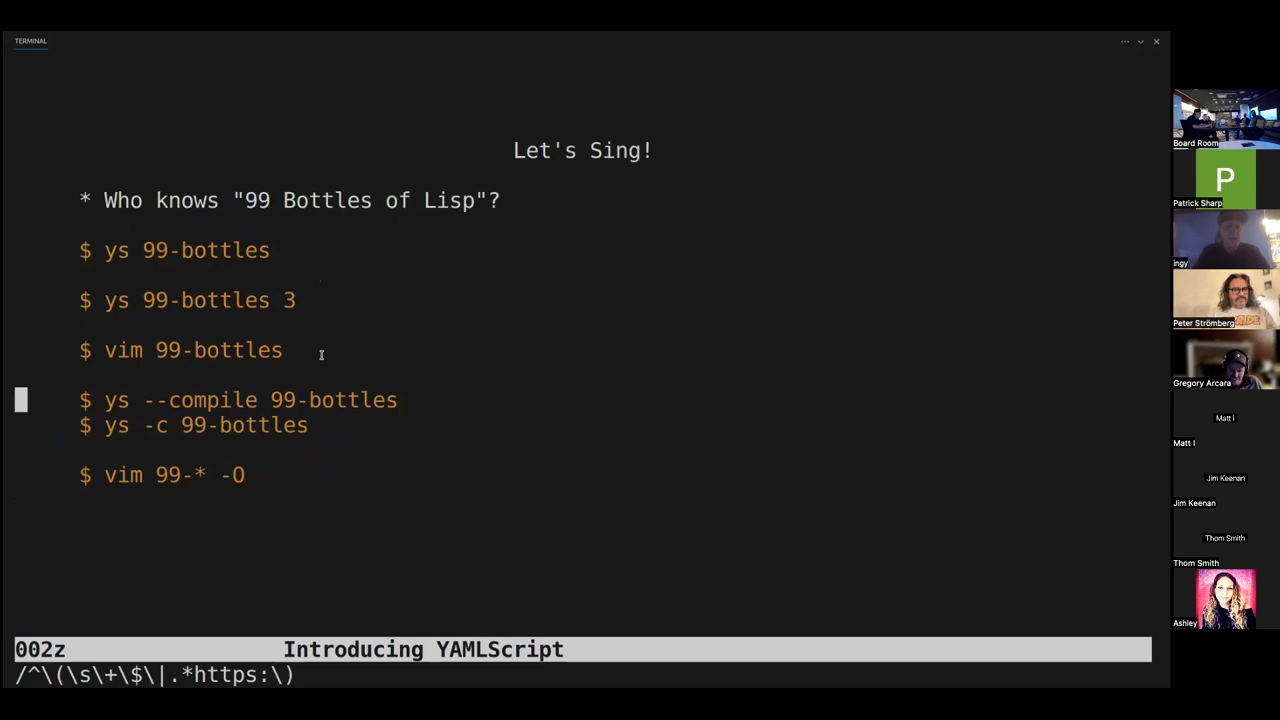 TERMINAL
Let's Sing!
* Who knows "99 Bottles of Lisp"?
$ ys 99-bottles
$ ys 99-bottles 3
$ vim 99-bottles
$ ys --compile 99-bottles
$ ys -c 99-bottles
$ vim 99-* -O
002z Introducing YAMLScript
/^\(\s\+\$\|.*https:\)
Board Room
P
Patrick Sharp
ingy
Peter Strömberg
Gregory Arcara
Matt I
Matt I
Jim Keenan
Jim Keenan
Thom Smith
Thom Smith
Ashley